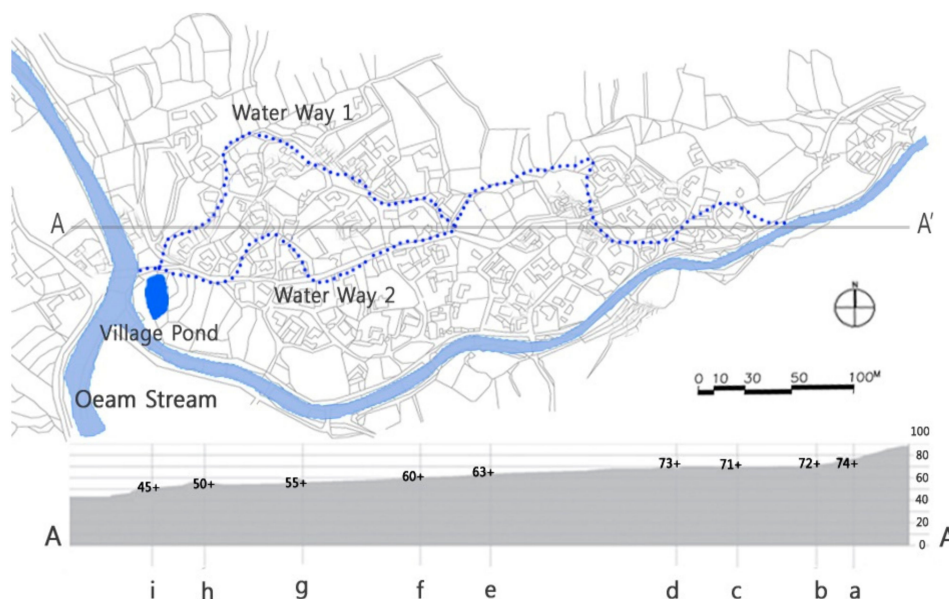 Water Way 1
A A'
Water Way 2
N
Village Pond
Oeam Stream
0 10 30 50 100M
100
80
60
40
20
0
45+ 50+ 55+ 60+ 63+ 73+ 71+ 72+ 74+
A A
i h g f e d c b a